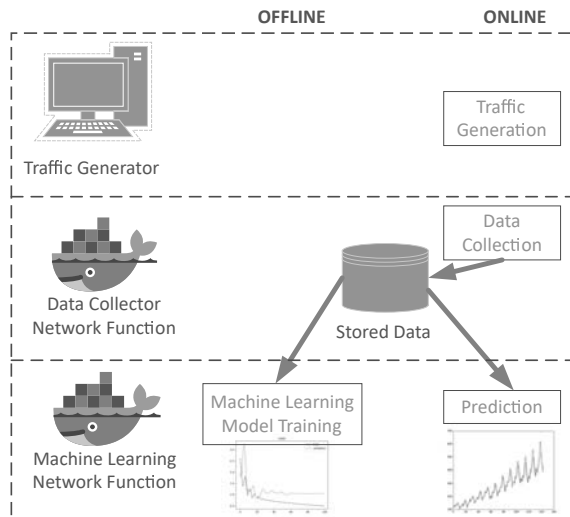 OFFLINE
ONLINE
Traffic
Generation
Traffic Generator
Data
Collection
Data Collector
Network Function
Stored Data
Machine Learning
Model Training
Prediction
Machine Learning
Network Function